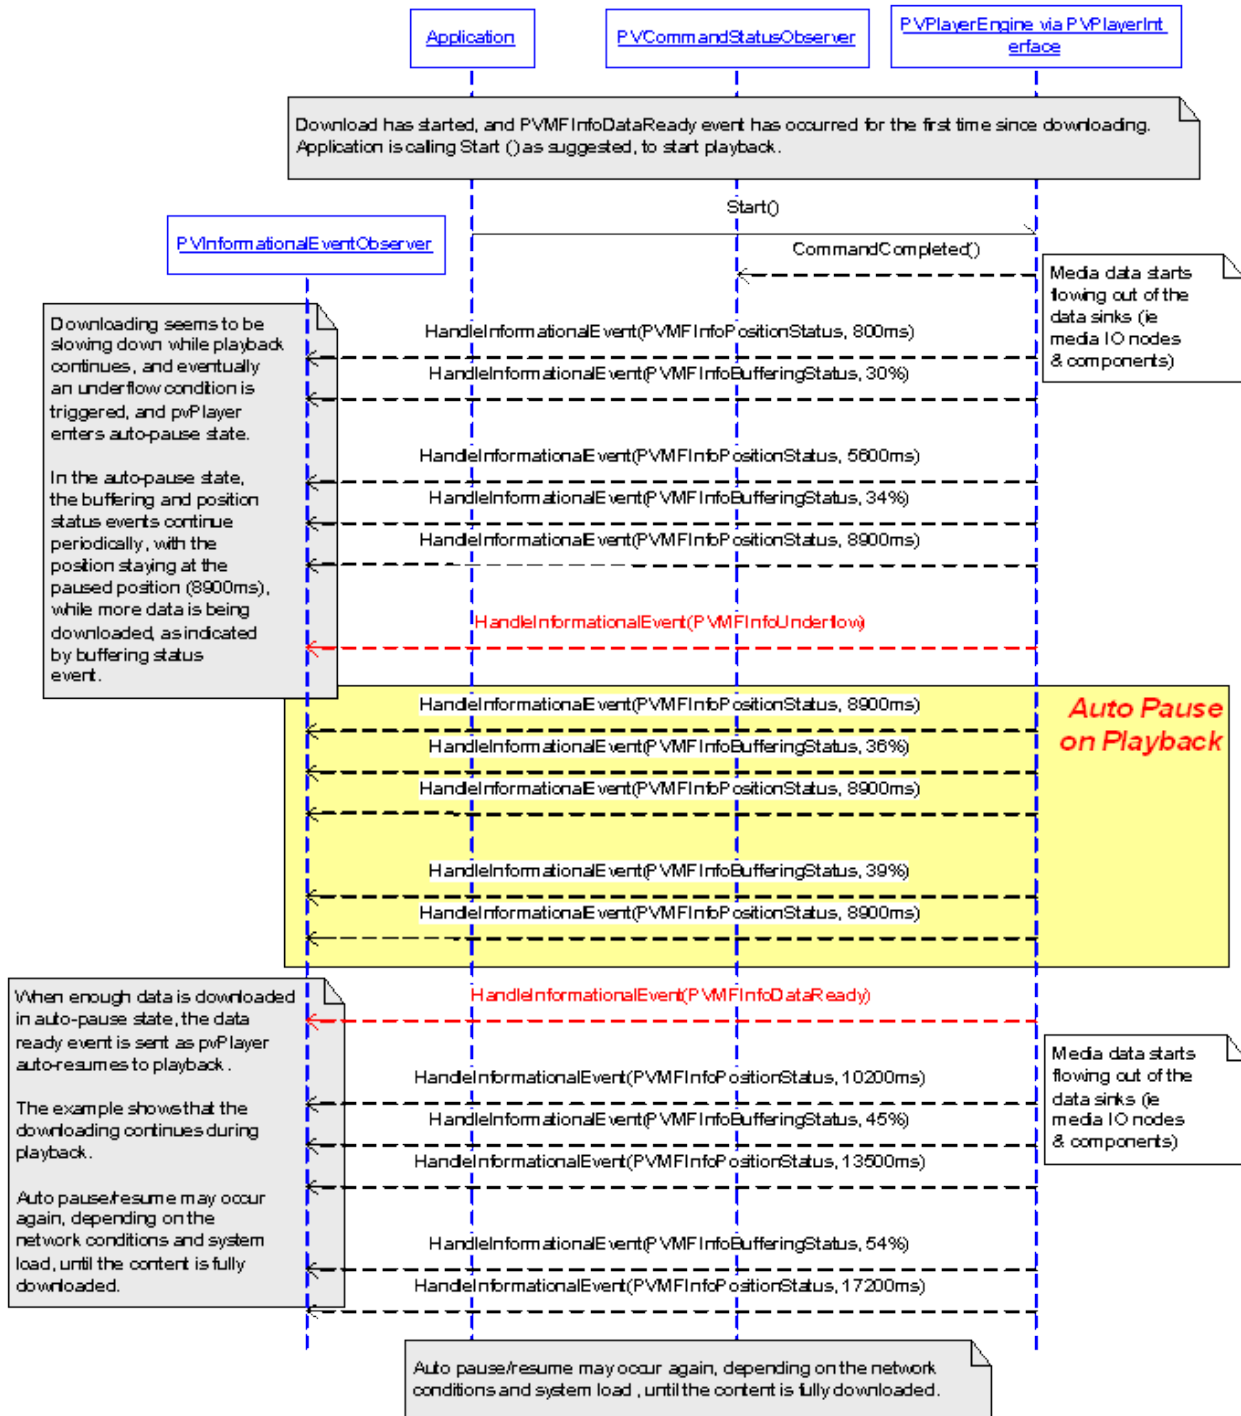 Application
PVCommandStatusObserver
PVPlayerEngine via PVPlayerInt
erface
Download has started, and PVMFInfoDataReady event has occurred for the first time since downloading.
Application is calling Start () as suggested, to start playback.
Start()
PVInformationalEventObserver
CommandCompleted()
Media data starts
flowing out of the
data sinks (ie
media IO nodes
& components)
Downloading seems to be
slowing down while playback
continues, and eventually
an underflow condition is
triggered, and pvPlayer
enters auto-pause state.
In the auto-pause state,
the buffering and position
status events continue
periodically, with the
position staying at the
paused position (8900ms),
while more data is being
downloaded, as indicated
by buffering status
event.
HandleInformationalEvent(PVMFInfoPositionStatus, 800ms)
HandleInformationalEvent(PVMFInfoBufferingStatus, 30%)
HandleInformationalEvent(PVMFInfoPositionStatus, 5600ms)
HandleInformationalEvent(PVMFInfoBufferingStatus, 34%)
HandleInformationalEvent(PVMFInfoPositionStatus, 8900ms)
HandleInformationalEvent(PVMFInfoUnderflow)
HandleInformationalEvent(PVMFInfoPositionStatus, 8900ms)
Auto Pause
on Playback
HandleInformationalEvent(PVMFInfoBufferingStatus, 36%)
HandleInformationalEvent(PVMFInfoPositionStatus, 8900ms)
HandleInformationalEvent(PVMFInfoBufferingStatus, 39%)
HandleInformationalEvent(PVMFInfoPositionStatus, 8900ms)
When enough data is downloaded
in auto-pause state, the data
ready event is sent as pvPlayer
auto-resumes to playback.
The example shows that the
downloading continues during
playback.
Auto pause/resume may occur
again, depending on the
network conditions and system
load, until the content is fully
downloaded.
HandleInformationalEvent(PVMFInfoDataReady)
Media data starts
flowing out of the
data sinks (ie
media IO nodes
& components)
HandleInformationalEvent(PVMFInfoPositionStatus, 10200ms)
HandleInformationalEvent(PVMFInfoBufferingStatus, 45%)
HandleInformationalEvent(PVMFInfoPositionStatus, 13500ms)
HandleInformationalEvent(PVMFInfoBufferingStatus, 54%)
HandleInformationalEvent(PVMFInfoPositionStatus, 17200ms)
Auto pause/resume may occur again, depending on the network
conditions and system load , until the content is fully downloaded.